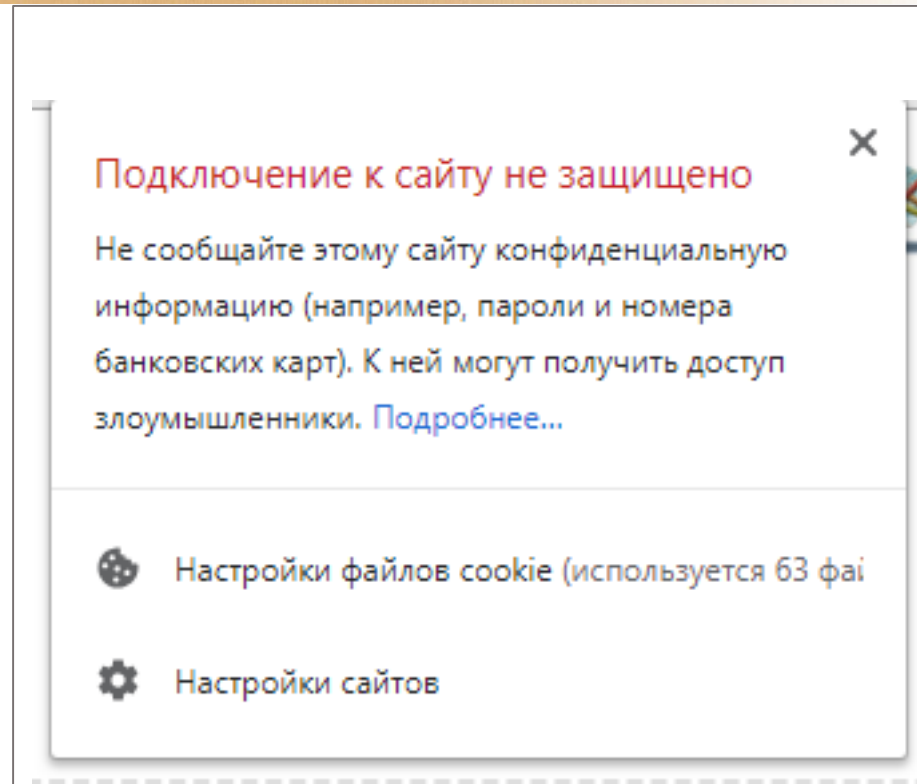 Подключение к сайту не защищено
Не сообщайте этому сайту конфиденциальную
информацию (например, пароли и номера
банковских карт). К ней могут получить доступ
злоумышленники. Подробнее...
Настройки файлов cookie (используется 63
Настройки сайтов